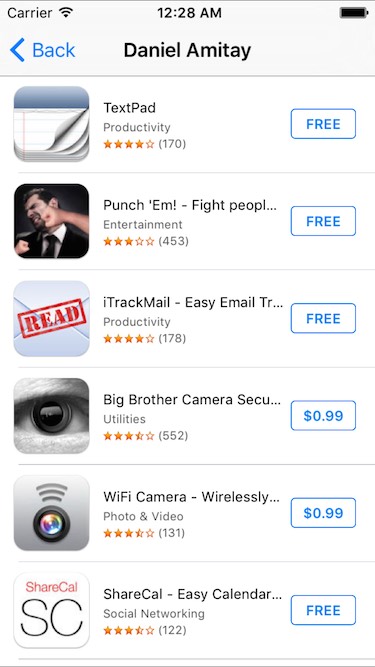 Carrier 12:28 AM
Back Daniel Amitay
TextPad
Productivity
(170)
FREE
Punch 'Em! - Fight peopl...
Entertainment
(453)
FREE
READ
iTrackMail - Easy Email Tr...
Productivity
(178)
FREE
Big Brother Camera Secu...
Utilities
(552)
$0.99
WiFi Camera - Wirelessly...
Photo & Video
(131)
$0.99
ShareCal
SC
ShareCal - Easy Calendar...
Social Networking
(122)
FREE